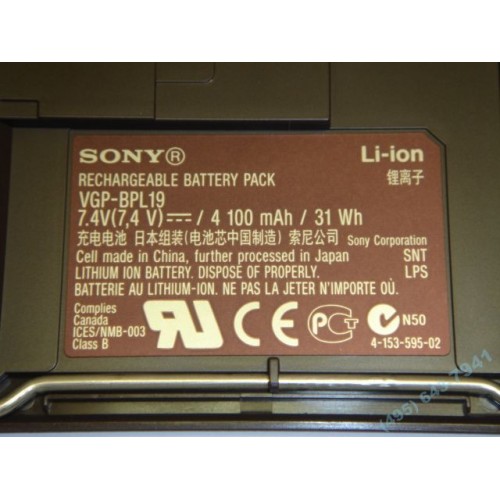 SONY®
Li-ion
RECHARGEABLE BATTERY PACK
锂离子
VGP-BPL19
7.4V(7,4 V)⎓ / 4 100 mAh / 31 Wh
充电电池 日本组装(电池芯中国制造) 索尼公司 Sony Corporation
Cell made in China, further processed in Japan SNT
LITHIUM ION BATTERY. DISPOSE OF PROPERLY. LPS
BATTERIE AU LITHIUM-ION. NE LA JETER N'IMPORTE OÙ.
Complies
Canada
ICES/NMB-003
Class B
N50
4-153-595-02
(495) 645 7941